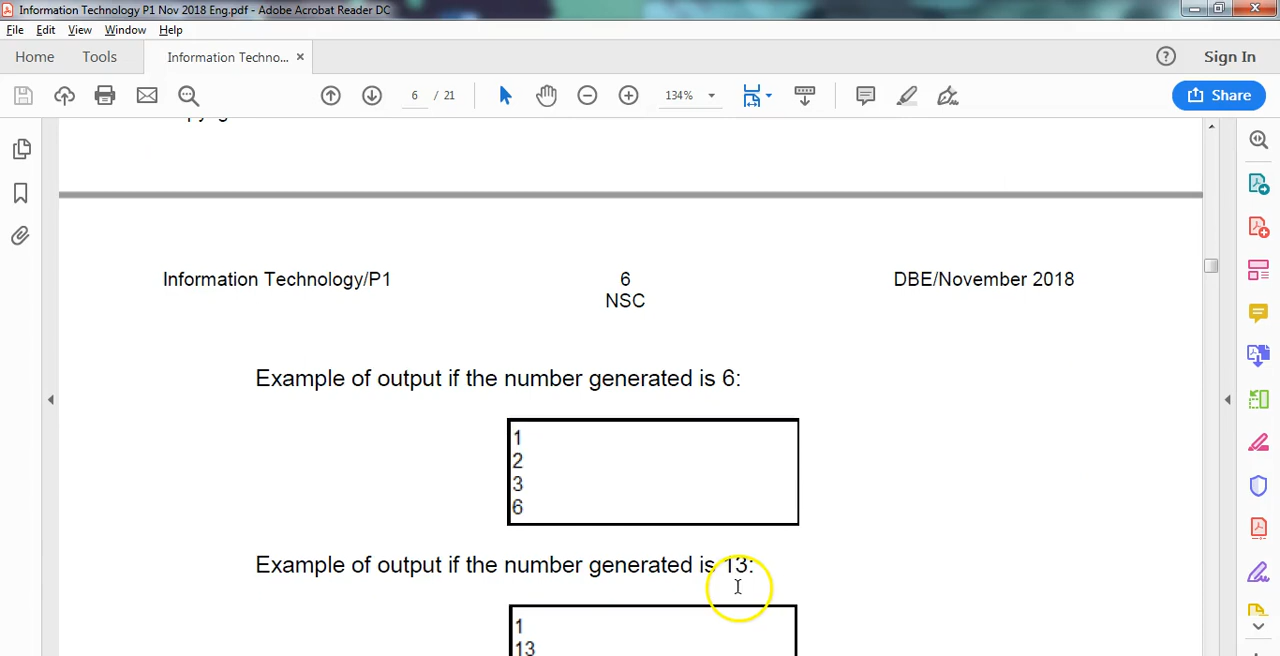 Information Technology P1 Nov 2018 Eng.pdf - Adobe Acrobat Reader DC
File Edit View Window Help
Home Tools Information Techno... × Sign In
6 / 21 134% Share
Information Technology/P1 6 DBE/November 2018
NSC
Example of output if the number generated is 6:
1
2
3
6
Example of output if the number generated is 13:
1
13